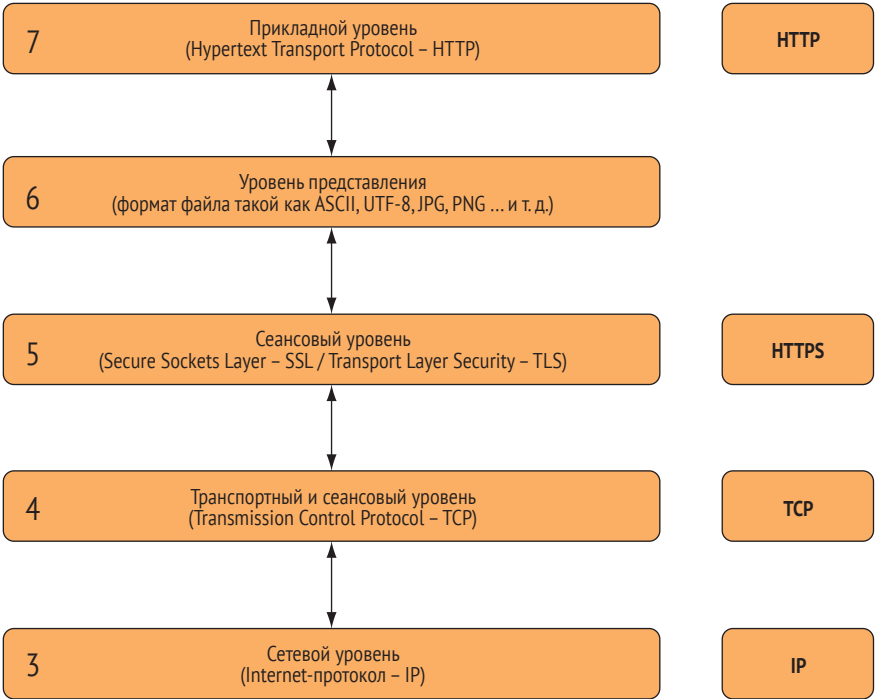 7
Прикладной уровень
(Hypertext Transport Protocol – HTTP)
HTTP
6
Уровень представления
(формат файла такой как ASCII, UTF-8, JPG, PNG … и т. д.)
5
Сеансовый уровень
(Secure Sockets Layer – SSL / Transport Layer Security – TLS)
HTTPS
4
Транспортный и сеансовый уровень
(Transmission Control Protocol – TCP)
TCP
3
Сетевой уровень
(Internet-протокол – IP)
IP